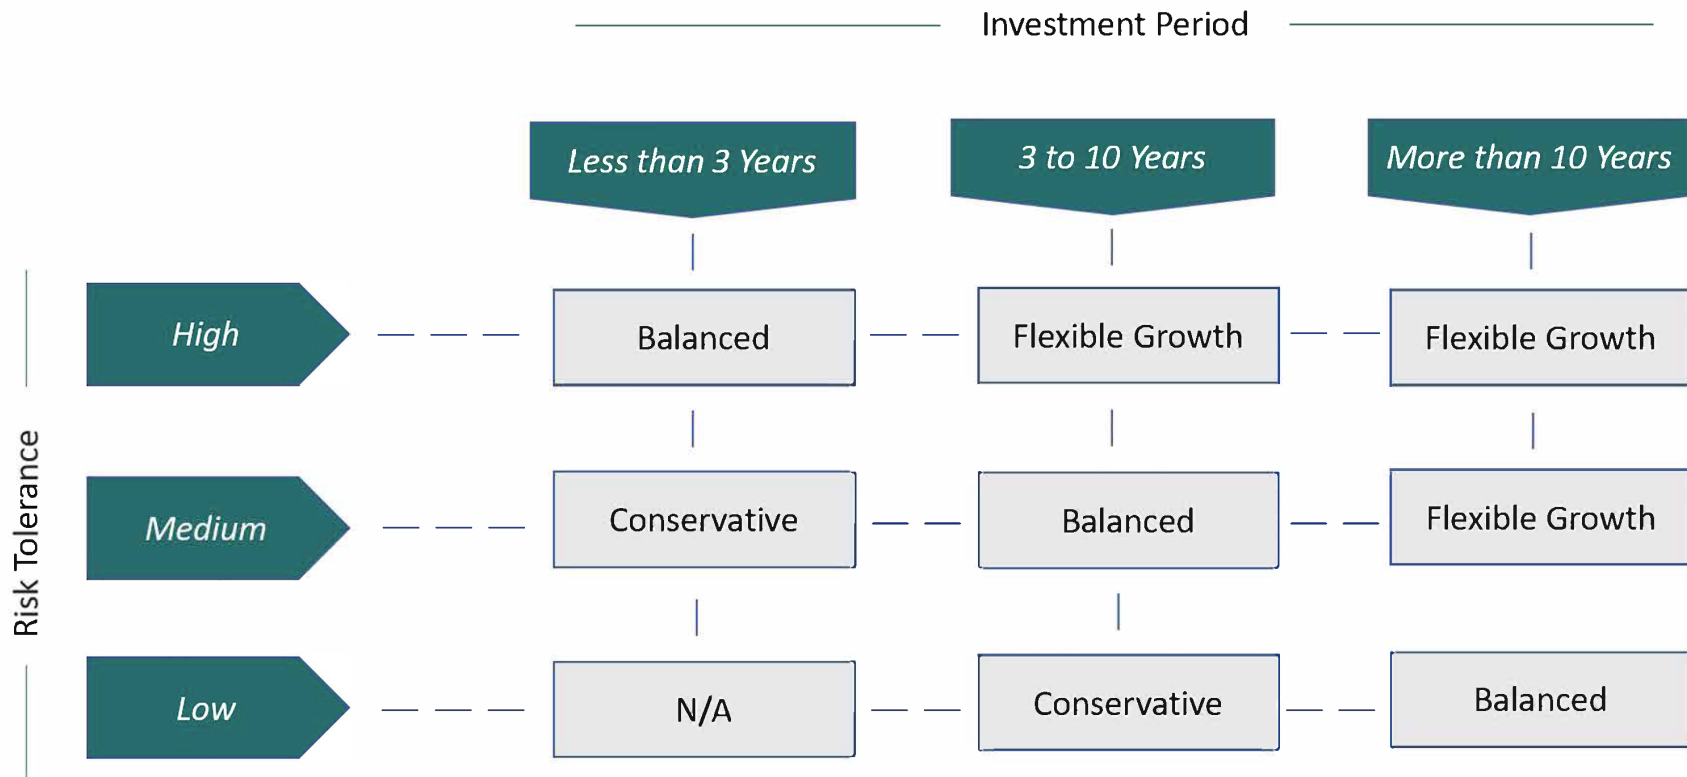 Investment Period
Less than 3 Years
3 to 10 Years
More than 10 Years
Risk Tolerance
High
Balanced
Flexible Growth
Flexible Growth
Medium
Conservative
Balanced
Flexible Growth
Low
N/A
Conservative
Balanced